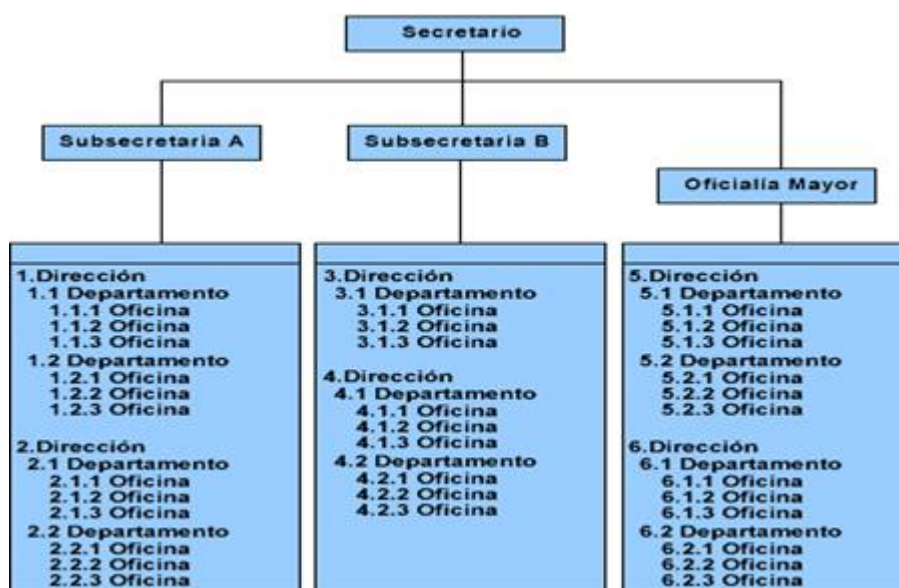 Secretario
Subsecretaria A
Subsecretaria B
Oficialía Mayor
1.Dirección
1.1 Departamento
1.1.1 Oficina
1.1.2 Oficina
1.1.3 Oficina
1.2 Departamento
1.2.1 Oficina
1.2.2 Oficina
1.2.3 Oficina
2.Dirección
2.1 Departamento
2.1.1 Oficina
2.1.2 Oficina
2.1.3 Oficina
2.2 Departamento
2.2.1 Oficina
2.2.2 Oficina
2.2.3 Oficina
3.Dirección
3.1 Departamento
3.1.1 Oficina
3.1.2 Oficina
3.1.3 Oficina
4.Dirección
4.1 Departamento
4.1.1 Oficina
4.1.2 Oficina
4.1.3 Oficina
4.2 Departamento
4.2.1 Oficina
4.2.2 Oficina
4.2.3 Oficina
5.Dirección
5.1 Departamento
5.1.1 Oficina
5.1.2 Oficina
5.1.3 Oficina
5.2 Departamento
5.2.1 Oficina
5.2.2 Oficina
5.2.3 Oficina
6.Dirección
6.1 Departamento
6.1.1 Oficina
6.1.2 Oficina
6.1.3 Oficina
6.2 Departamento
6.2.1 Oficina
6.2.2 Oficina
6.2.3 Oficina